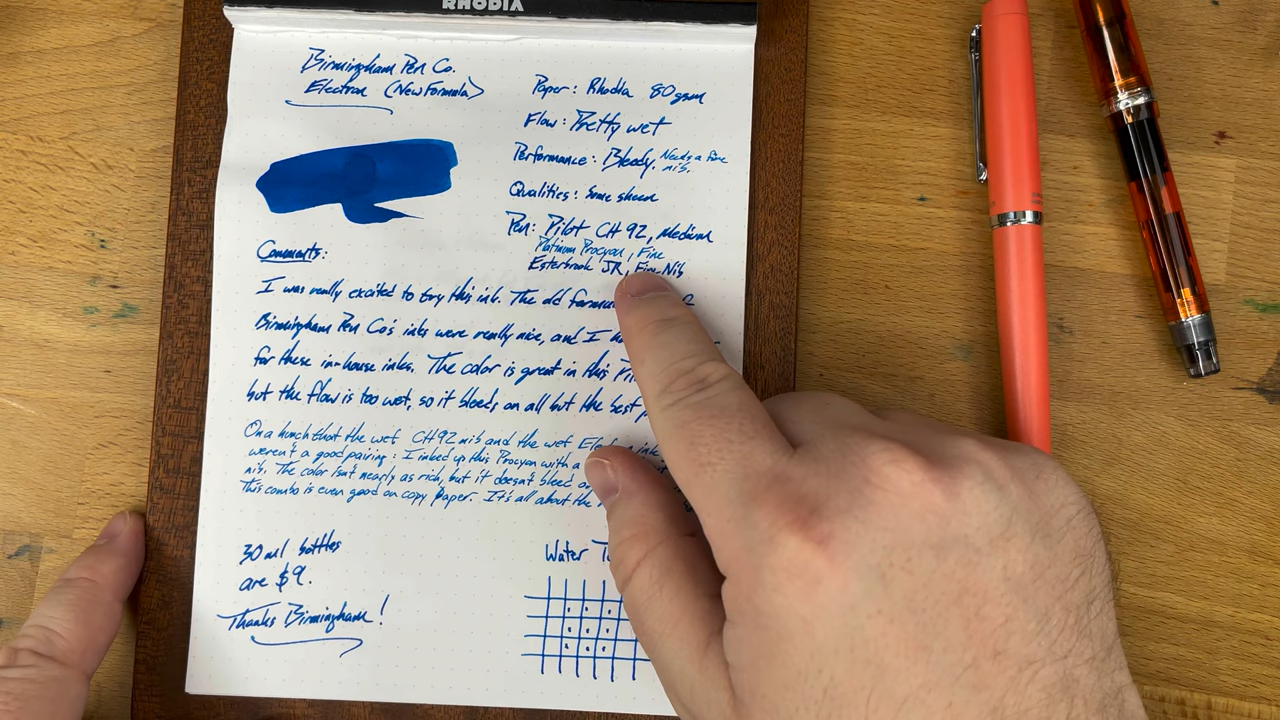 RHODIA
Birmingham Pen Co.
Electron (New Formula)
Paper: Rhodia 80gsm
Flow: Pretty wet
Performance: Bleedy. Needs a fine
nib.
Qualities: Some sheen
Pen: Pilot CH 92, Medium
Platinum Procyon, Fine
Esterbrook JR, Fine Nib
Comments:
I was really excited to try this ink. The old formula
Birmingham Pen Co's inks were really nice, and I
for these in-house inks. The color is great in this
but the flow is too wet, so it bleeds on all but the best
On a hunch that the wet CH92 nib and the wet Electron ink
weren't a good pairing: I inked up this Procyon with a
nib. The color isn't nearly as rich, but it doesn't bleed
This combo is even good on copy paper. It's all about the
30 ml bottles
are $9.
Thanks Birmingham!
Water